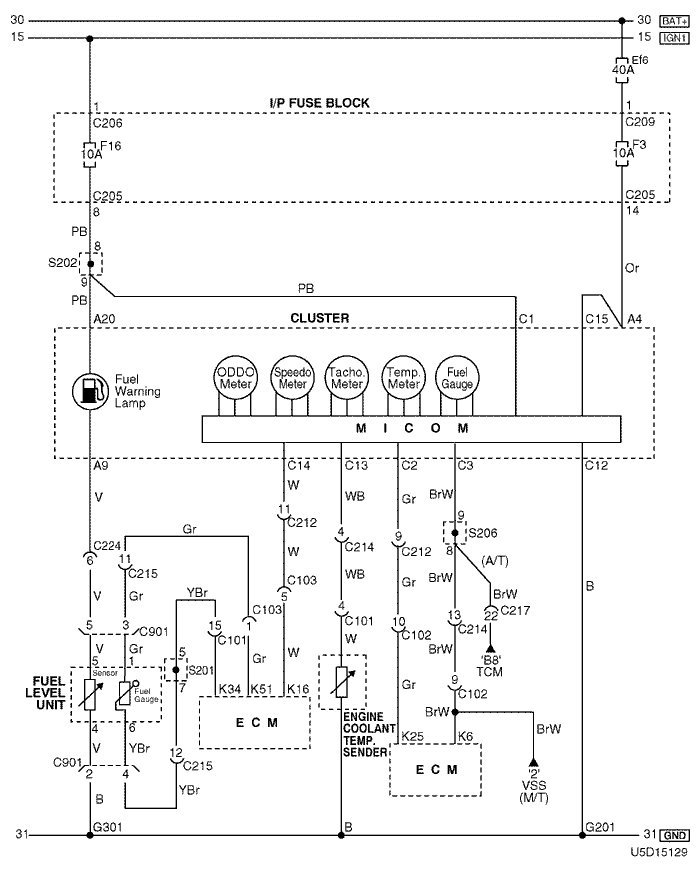 30 30 BAT+
15 15 IGN1
Ef6
40A
I/P FUSE BLOCK
1 1
C206 C209
F16 F3
10A 10A
C205 C205
8 14
PB
8
S202
9
Or
PB PB
A20 CLUSTER C1 C15 A4
ODDO Meter
Speedo Meter
Tacho. Meter
Temp. Meter
Fuel Gauge
Fuel
Warning
Lamp
M I C O M
A9 C14 C13 C2 C3 C12
V W WB Gr BrW
11 9
C212 S206
Gr 4 9 8
C224 W C214 C212 (A/T)
6 11
C215 C103 WB Gr BrW BrW B
YBr 5
V Gr C103 4 10 13 22 C217
5 3 C901 15 1 C101 C102 C214
C101 W
V Gr 5 Gr W BrW 'B8'
TCM
5 Sensor 1 S201
FUEL
LEVEL
UNIT
Fuel
Gauge
7 K34 K51 K16 Gr 9
C102
4 6 E C M
ENGINE
COOLANT
TEMP.
SENDER
BrW BrW
K25 K6
V YBr 12
C901 C215
2 4 E C M '2'
VSS
(M/T)
B YBr
31 G301 B G201 31 GND
U5D15129